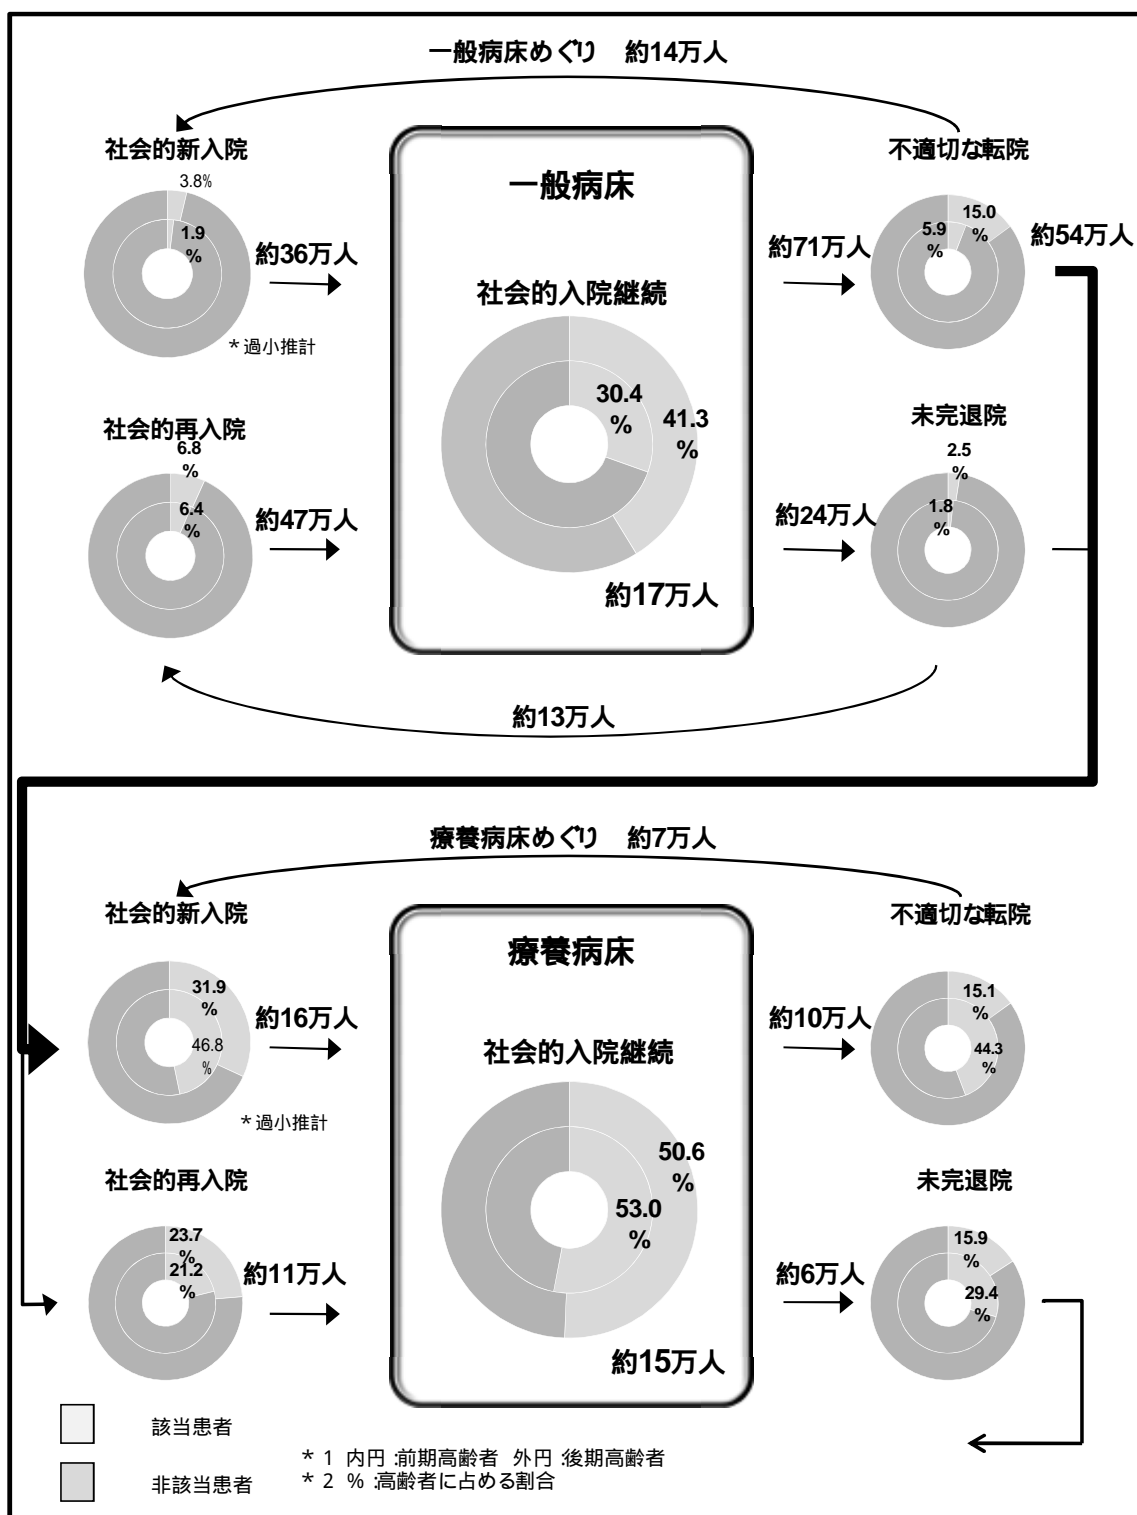 一般病床めぐり 約14万人
社会的新入院
3.8%
1.9
%
約36万人
*過小推計
一般病床
社会的入院継続
30.4
%
41.3
%
約17万人
約71万人
不適切な転院
15.0
%
5.9
%
約54万人
社会的再入院
6.8
%
6.4
%
約47万人
約24万人
未完退院
2.5
%
1.8
%
約13万人
療養病床めぐり 約7万人
社会的新入院
31.9
%
46.8
%
約16万人
*過小推計
療養病床
社会的入院継続
50.6
%
53.0
%
約15万人
約10万人
不適切な転院
15.1
%
44.3
%
社会的再入院
23.7
%
21.2
%
約11万人
約6万人
未完退院
15.9
%
29.4
%
該当患者
非該当患者
*1 内円:前期高齢者 外円:後期高齢者
*2 %:高齢者に占める割合